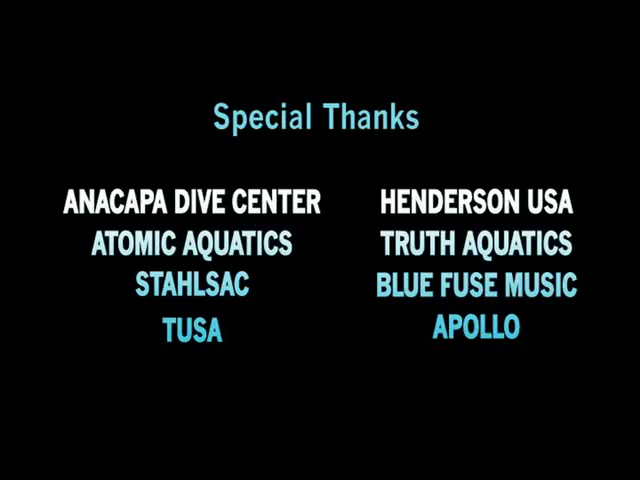 Special Thanks
ANACAPA DIVE CENTER
ATOMIC AQUATICS
STAHLSAC
TUSA
HENDERSON USA
TRUTH AQUATICS
BLUE FUSE MUSIC
APOLLO